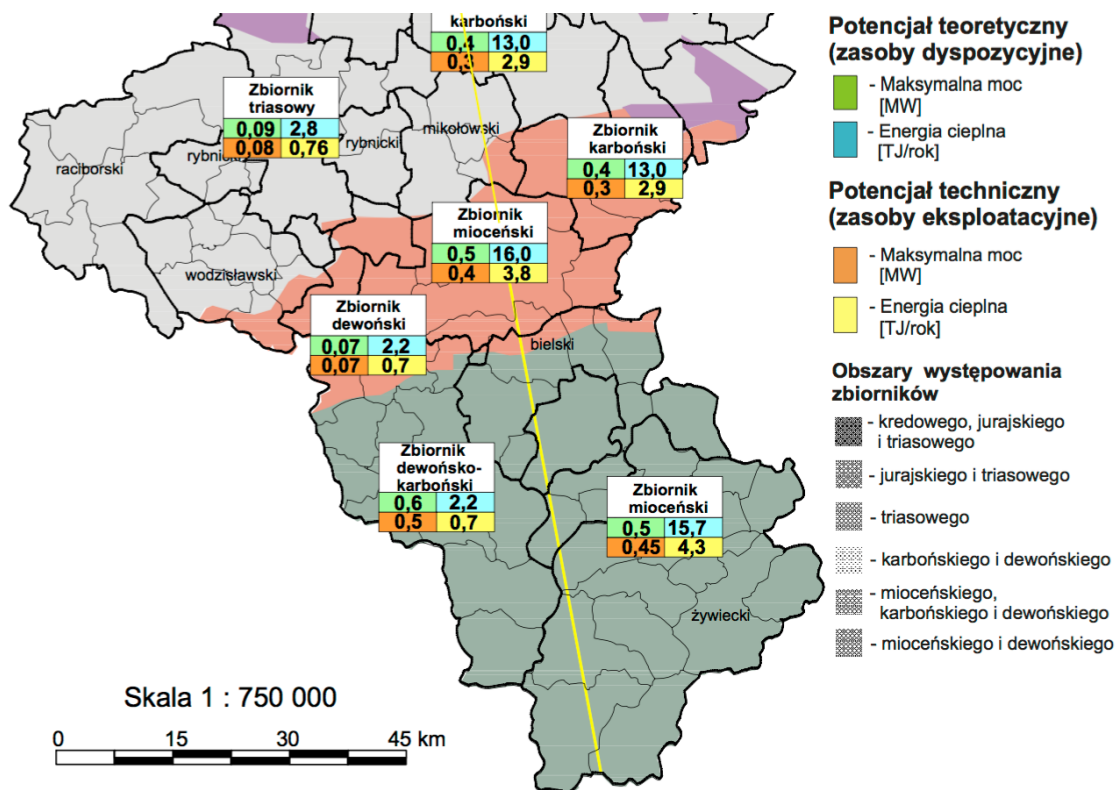 karboński
0,4 13,0
0,3 2,9
Zbiornik
triasowy
0,09 2,8
0,08 0,76
raciborski
rybnicki
rybnicki
mikołowski
Zbiornik
karboński
0,4 13,0
0,3 2,9
Zbiornik
mioceński
0,5 16,0
0,4 3,8
wodzisławski
Zbiornik
dewoński
0,07 2,2
0,07 0,7
bielski
Zbiornik
dewońsko-
karboński
0,6 2,2
0,5 0,7
Zbiornik
mioceński
0,5 15,7
0,45 4,3
żywiecki
Skala 1 : 750 000
0 15 30 45 km
Potencjał teoretyczny
(zasoby dyspozycyjne)
- Maksymalna moc
[MW]
- Energia cieplna
[TJ/rok]
Potencjał techniczny
(zasoby eksploatacyjne)
- Maksymalna moc
[MW]
- Energia cieplna
[TJ/rok]
Obszary występowania
zbiorników
- kredowego, jurajskiego
i triasowego
- jurajskiego i triasowego
- triasowego
- karbońskiego i dewońskiego
- mioceńskiego,
karbońskiego i dewońskiego
- mioceńskiego i dewońskiego